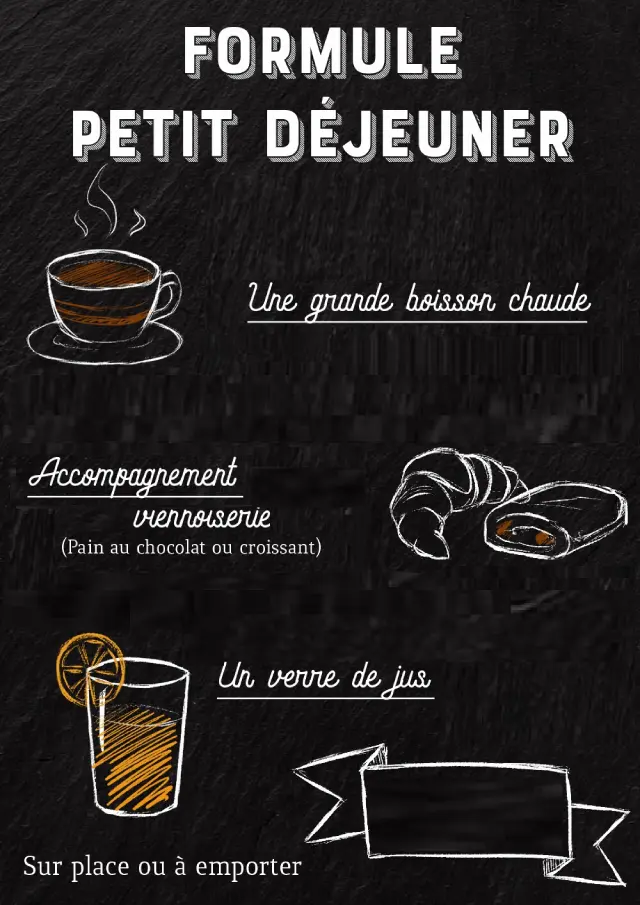 FORMULE
PETIT DÉJEUNER
Une grande boisson chaude
Accompagnement
viennoiserie
(Pain au chocolat ou croissant)
Un verre de jus
Sur place ou à emporter